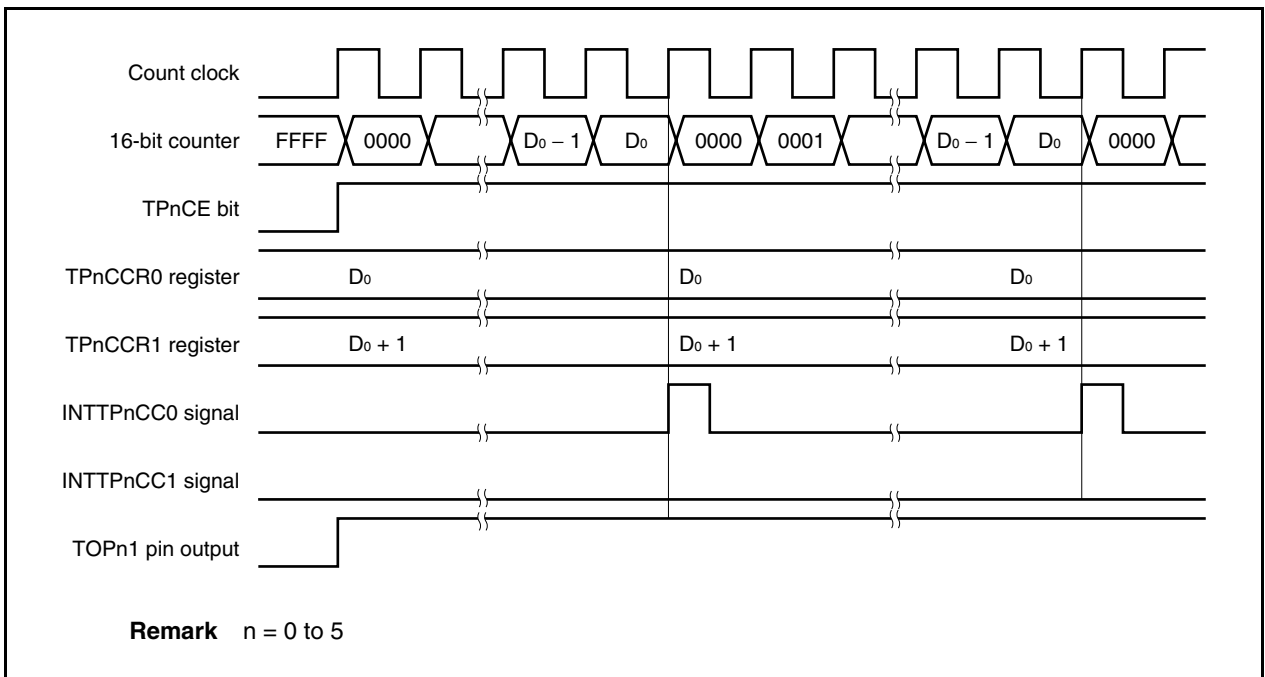 Count clock
16-bit counter FFFF 0000 D₀ − 1 D₀ 0000 0001 D₀ − 1 D₀ 0000
TPnCE bit
TPnCCR0 register D₀ D₀ D₀
TPnCCR1 register D₀ + 1 D₀ + 1 D₀ + 1
INTTPnCC0 signal
INTTPnCC1 signal
TOPn1 pin output
Remark n = 0 to 5